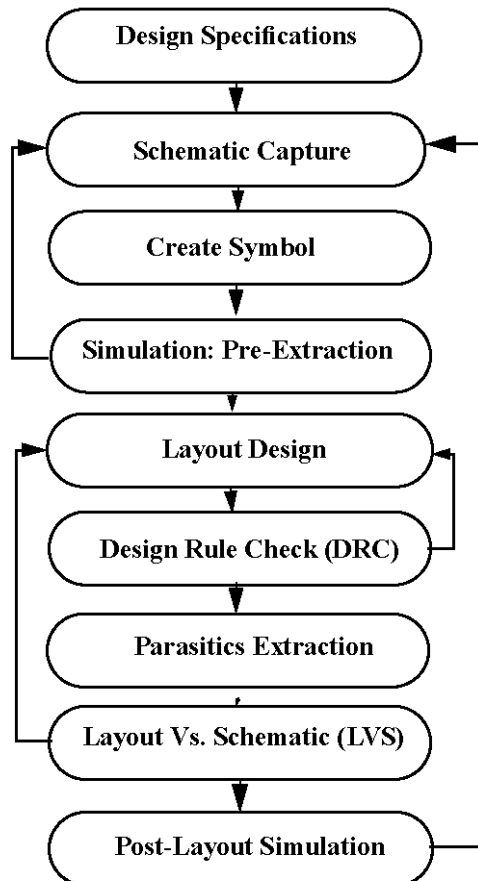 Design Specifications
Schematic Capture
Create Symbol
Simulation: Pre-Extraction
Layout Design
Design Rule Check (DRC)
Parasitics Extraction
Layout Vs. Schematic (LVS)
Post-Layout Simulation